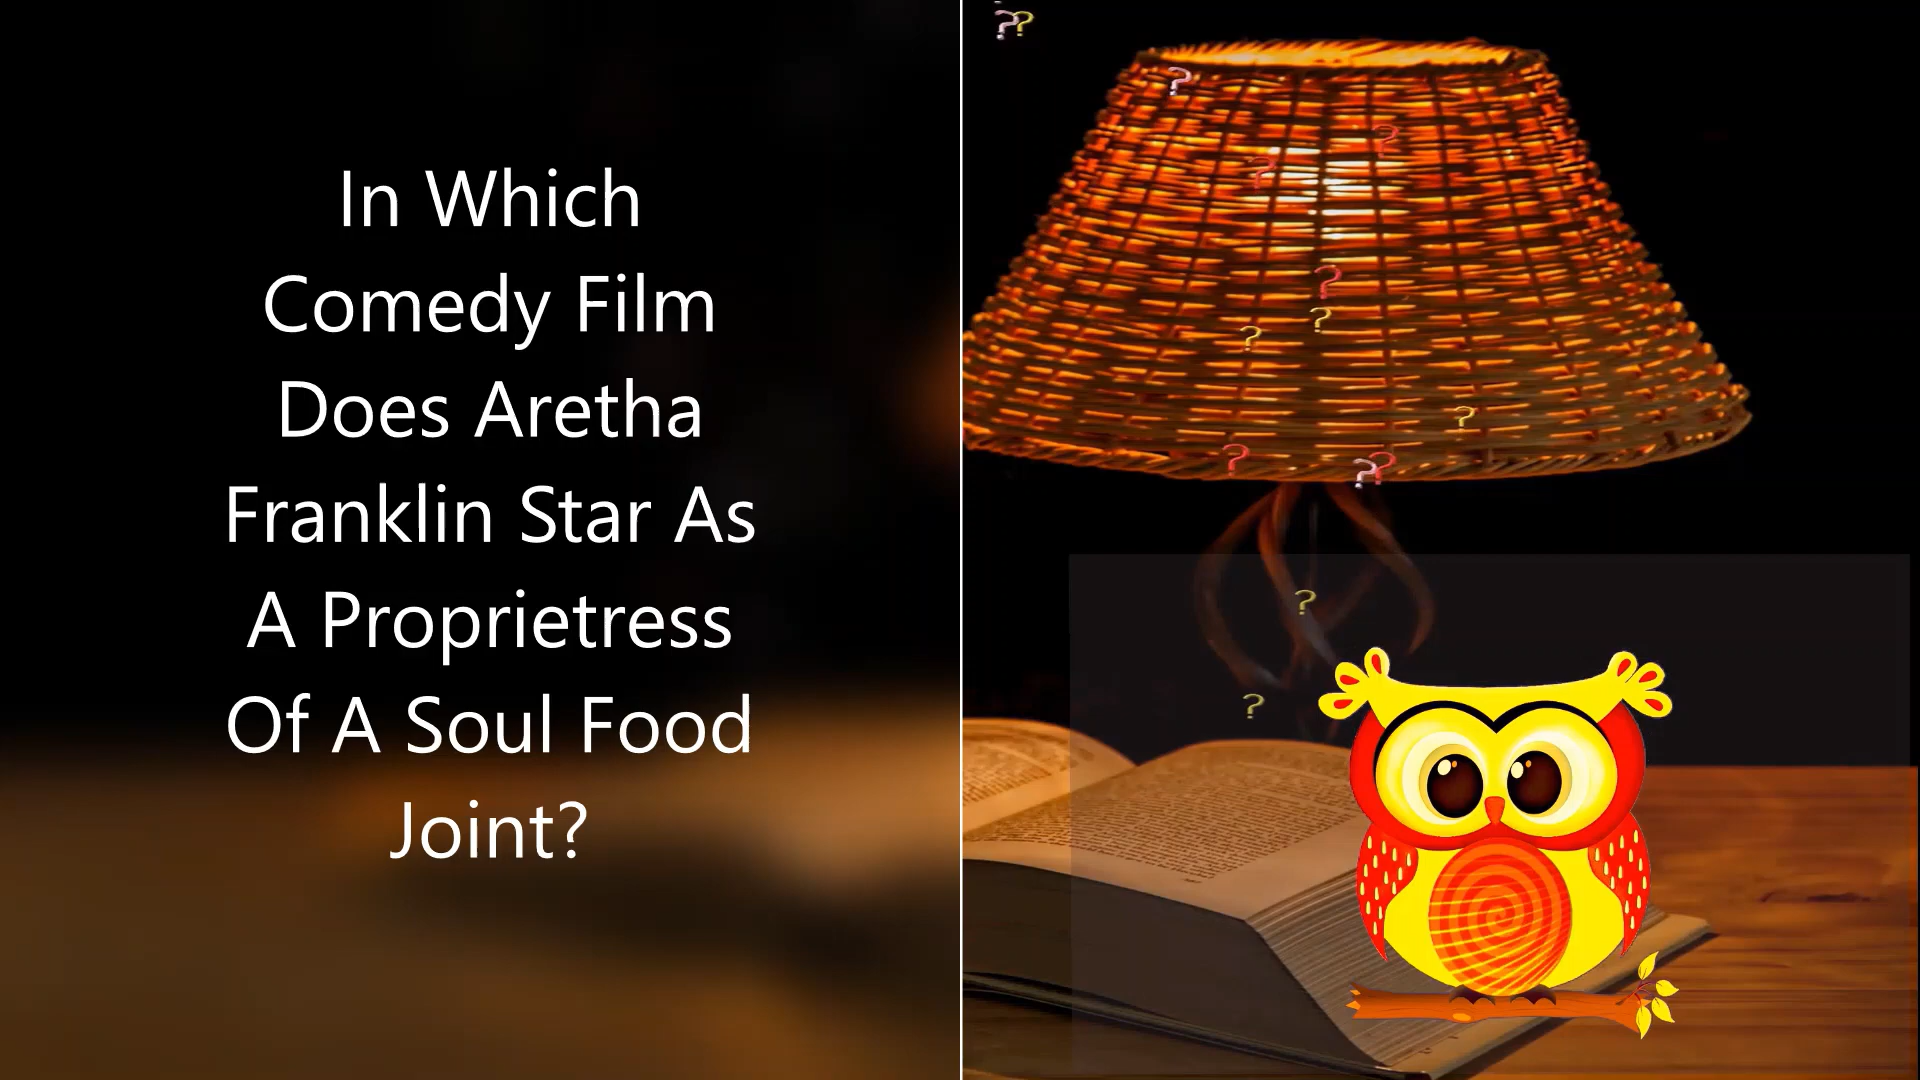 In Which
Comedy Film
Does Aretha
Franklin Star As
A Proprietress
Of A Soul Food
Joint?